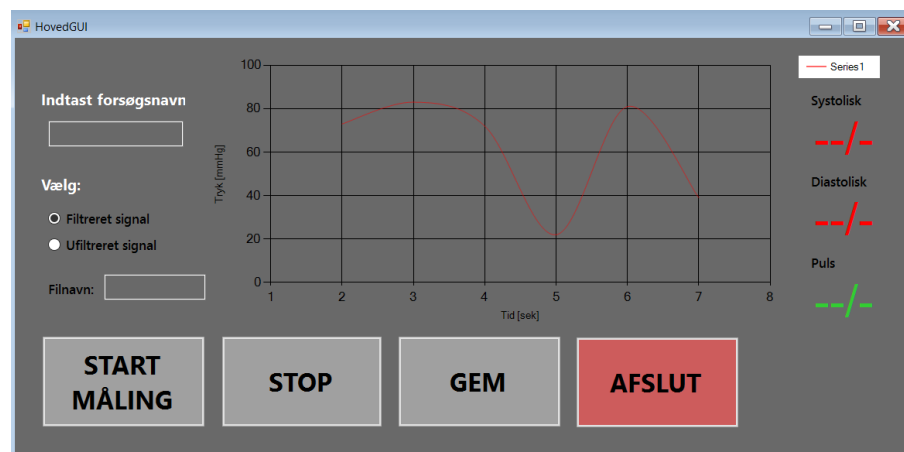 HovedGUI
Indtast forsøgsnavn
Vælg:
Filtreret signal
Ufiltreret signal
Filnavn:
Tryk [mmHg]
100
80
60
40
20
0
1 2 3 4 5 6 7 8
Tid [sek]
Series1
Systolisk
--/-
Diastolisk
--/-
Puls
--/-
START
MÅLING
STOP
GEM
AFSLUT